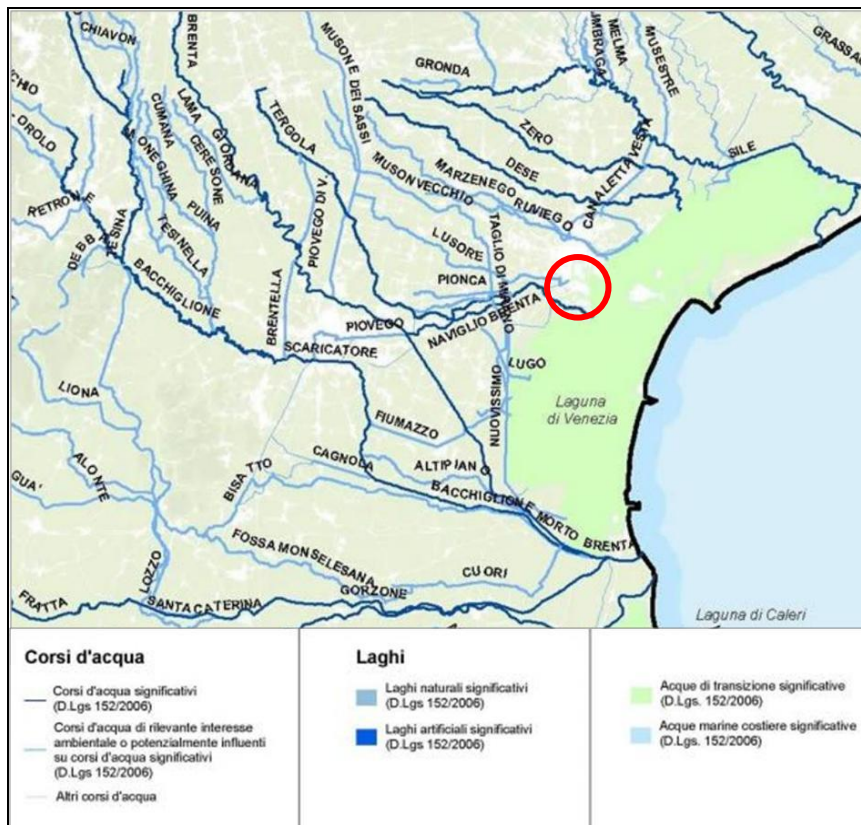 CHIAVON
BRENTA
MUSONE DEI SASSI
GRONDA
UMBRAGA
MELMA
MUSESTRE
GRASSA
CHIO
OROLO
CUMANA
LAMA
GIORDANA
CERESONE
MONEGHINA
TERGOLA
ZERO
DESE
CANALETTA VESTA
SILE
MARZENEGO
RUVIEGO
MUSONVECCHIO
RETRONE
DEBBA
TESINA
PUINA
TESINELLA
PIOVEGO DI V.
LUSORE
TAGLIO DI MIRANO
PIONCA
BACCHIGLIONE
BRENTELLA
PIOVEGO
NAVIGLIO BRENTA
SCARICATORE
LUGO
LIONA
NUOVISSIMO
Laguna
di Venezia
FIUMAZZO
ALONTE
GUA'
BISATTO
CAGNOLA
ALTIPIANO
BACCHIGLIONE
MORTO
BRENTA
FOSSA MONSELESANA
CUORI
LOZZO
GORZONE
FRATTA
SANTA CATERINA
Laguna di Caleri
Corsi d'acqua
Corsi d'acqua significativi
(D.Lgs 152/2006)
Corsi d'acqua di rilevante interesse
ambientale o potenzialmente influenti
su corsi d'acqua significativi
(D.Lgs 152/2006)
Altri corsi d'acqua
Laghi
Laghi naturali significativi
(D.Lgs 152/2006)
Laghi artificiali significativi
(D.Lgs 152/2006)
Acque di transizione significative
(D.Lgs. 152/2006)
Acque marine costiere significative
(D.Lgs. 152/2006)